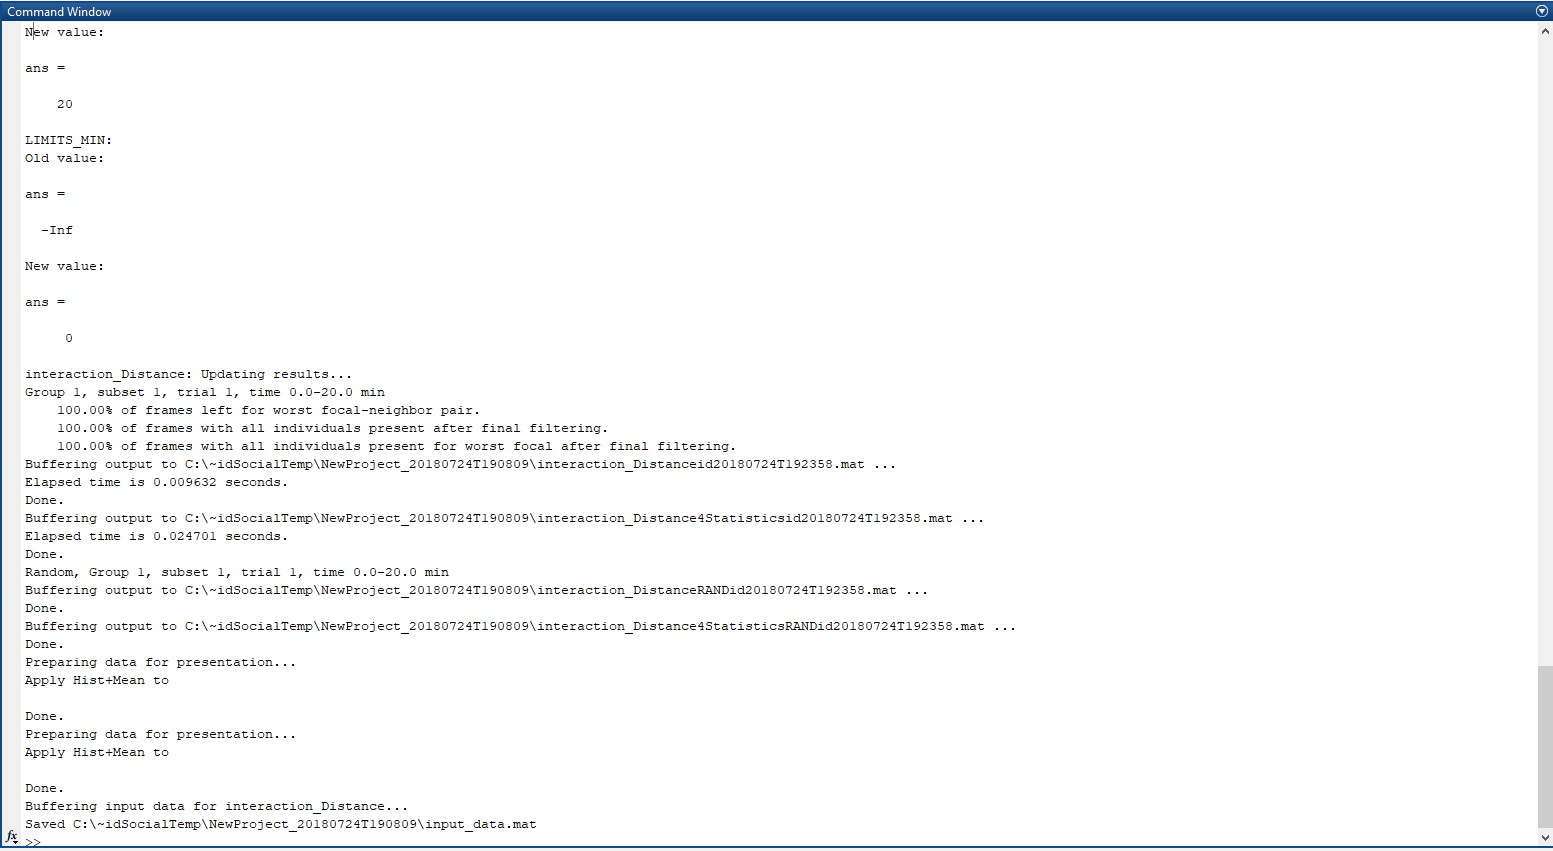 Command Window
New value:
ans =
20
LIMITS_MIN:
Old value:
ans =
-Inf
New value:
ans =
0
interaction_Distance: Updating results...
Group 1, subset 1, trial 1, time 0.0-20.0 min
100.00% of frames left for worst focal-neighbor pair.
100.00% of frames with all individuals present after final filtering.
100.00% of frames with all individuals present for worst focal after final filtering.
Buffering output to C:\~idSocialTemp\NewProject_20180724T190809\interaction_Distanceid20180724T192358.mat ...
Elapsed time is 0.009632 seconds.
Done.
Buffering output to C:\~idSocialTemp\NewProject_20180724T190809\interaction_Distance4Statisticsid20180724T192358.mat ...
Elapsed time is 0.024701 seconds.
Done.
Random, Group 1, subset 1, trial 1, time 0.0-20.0 min
Buffering output to C:\~idSocialTemp\NewProject_20180724T190809\interaction_DistanceRANDid20180724T192358.mat ...
Done.
Buffering output to C:\~idSocialTemp\NewProject_20180724T190809\interaction_Distance4StatisticsRANDid20180724T192358.mat ...
Done.
Preparing data for presentation...
Apply Hist+Mean to
Done.
Preparing data for presentation...
Apply Hist+Mean to
Done.
Buffering input data for interaction_Distance...
Saved C:\~idSocialTemp\NewProject_20180724T190809\input_data.mat
fx >>